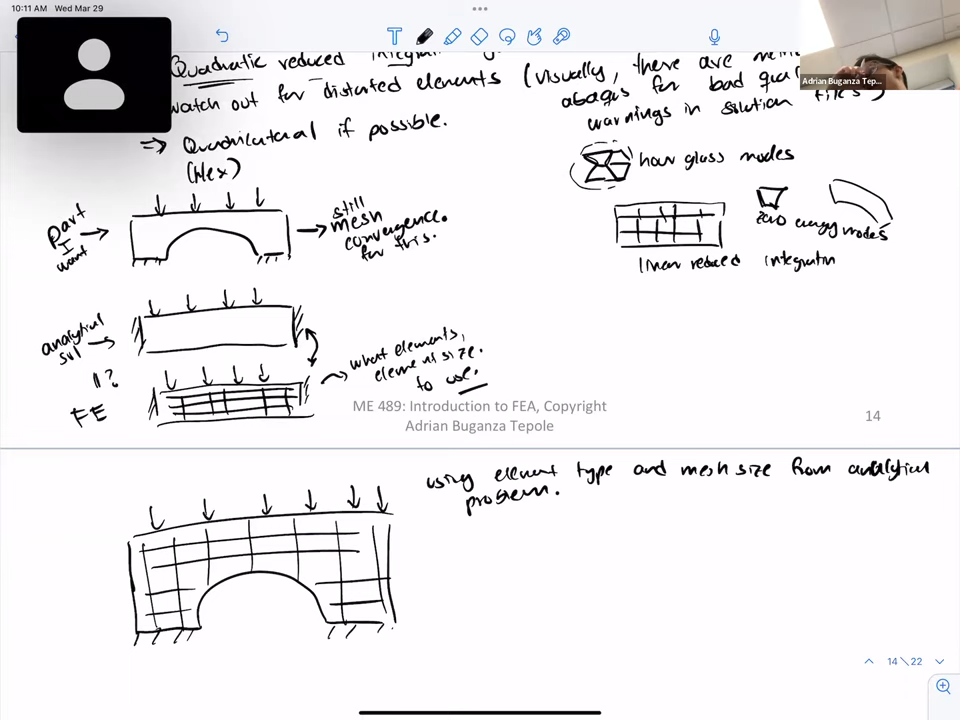 10:11 AM Wed Mar 29
Adrian Buganza Tep...
Quadratic reduced
watch out for distorted elements (visually, there are
abaqus for bad
warnings in solution files)
⇒ Quadrilateral if possible.
(Hex)
hour glass modes
part I want →
→ still mesh convergence for this.
zero energy modes
linear reduced integration
analytical sol →
11?
FE
what elements,
element size.
to use.
ME 489: Introduction to FEA, Copyright
Adrian Buganza Tepole
14
using element type and mesh size from analytical
problem.
14 \ 22